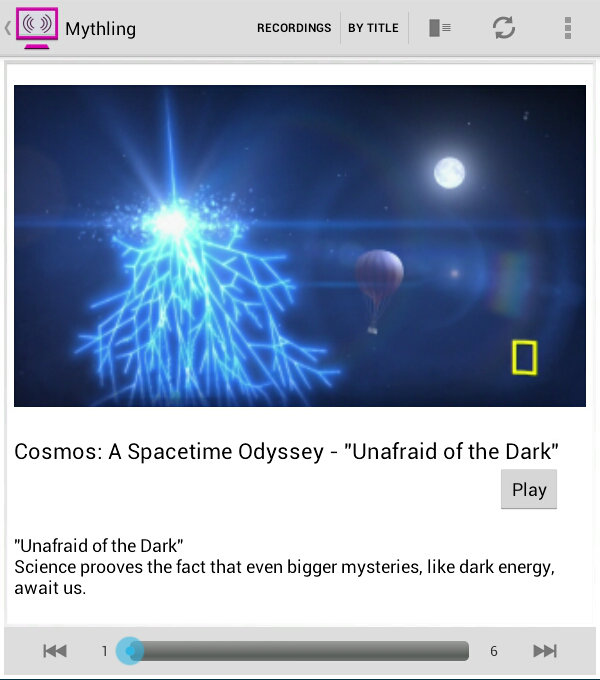 Mythling
RECORDINGS
BY TITLE
Cosmos: A Spacetime Odyssey - "Unafraid of the Dark"
Play
"Unafraid of the Dark"
Science prooves the fact that even bigger mysteries, like dark energy,
await us.
1
6